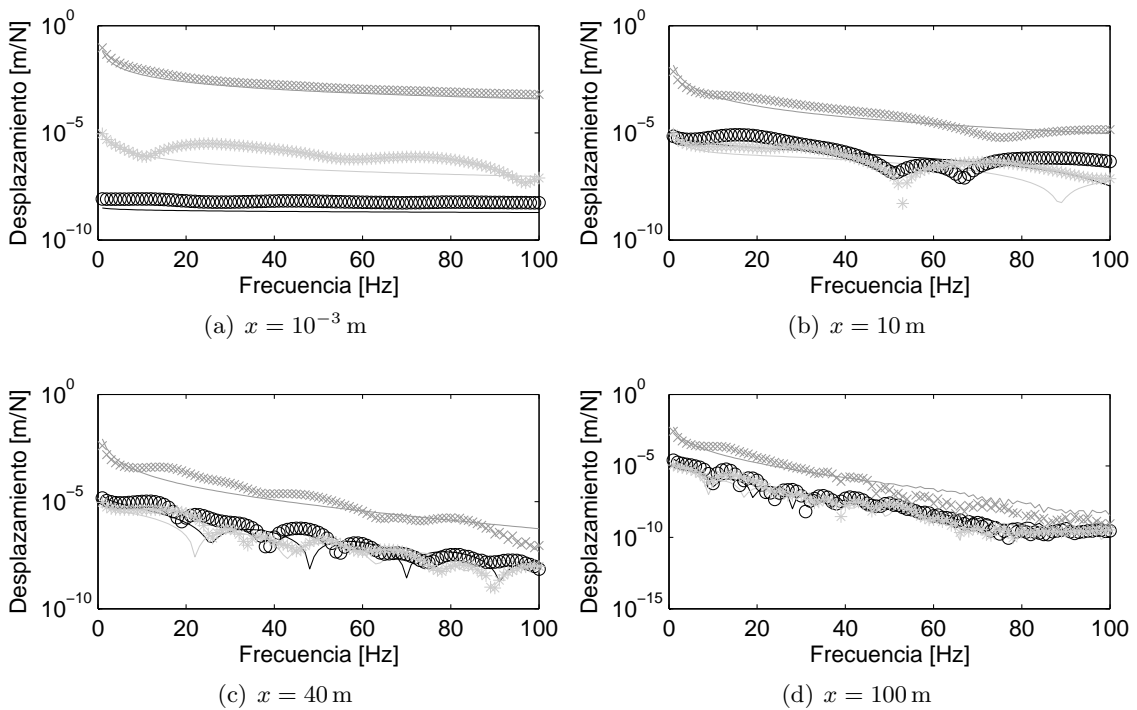 10^0
10^-5
10^-10
Desplazamiento [m/N]
0 20 40 60 80 100
Frecuencia [Hz]
(a) x = 10^-3 m
10^0
10^-5
10^-10
Desplazamiento [m/N]
0 20 40 60 80 100
Frecuencia [Hz]
(b) x = 10 m
10^0
10^-5
10^-10
Desplazamiento [m/N]
0 20 40 60 80 100
Frecuencia [Hz]
(c) x = 40 m
10^0
10^-5
10^-10
10^-15
Desplazamiento [m/N]
0 20 40 60 80 100
Frecuencia [Hz]
(d) x = 100 m